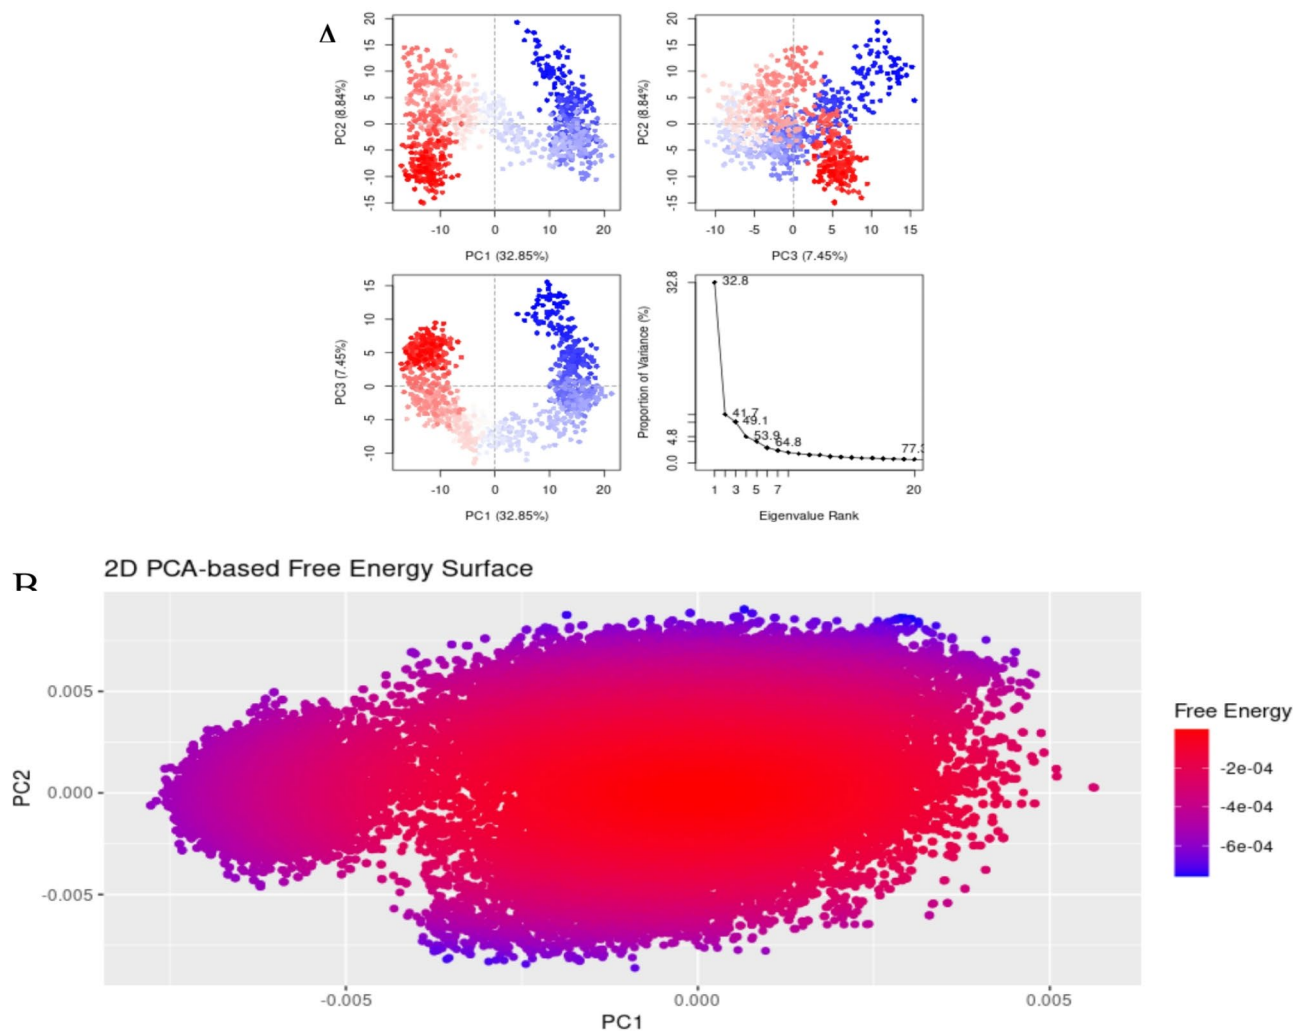 A
20
15
10
5
0
-5
-10
-15
PC2 (8.84%)
-10 0 10 20
PC1 (32.85%)
20
15
10
5
0
-5
-10
-15
PC2 (8.84%)
-10 -5 0 5 10 15
PC3 (7.45%)
15
10
5
0
-5
-10
PC3 (7.45%)
-10 0 10 20
PC1 (32.85%)
32.8
4.8
0.0
Proportion of Variance (%)
32.8
41.7
49.1
53.9
64.8
77.3
1 3 5 7 20
Eigenvalue Rank
B
2D PCA-based Free Energy Surface
0.005
0.000
-0.005
PC2
-0.005 0.000 0.005
PC1
Free Energy
-2e-04
-4e-04
-6e-04